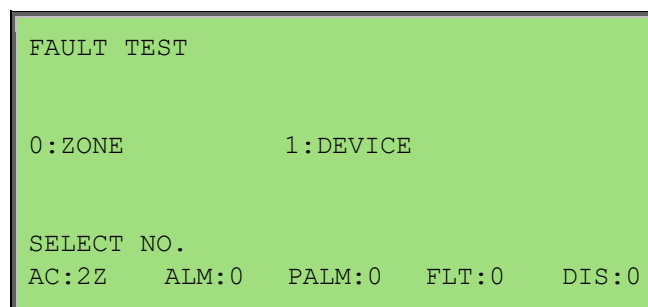 FAULT TEST
0:ZONE 1:DEVICE
SELECT NO.
AC:2Z ALM:0 PALM:0 FLT:0 DIS:0